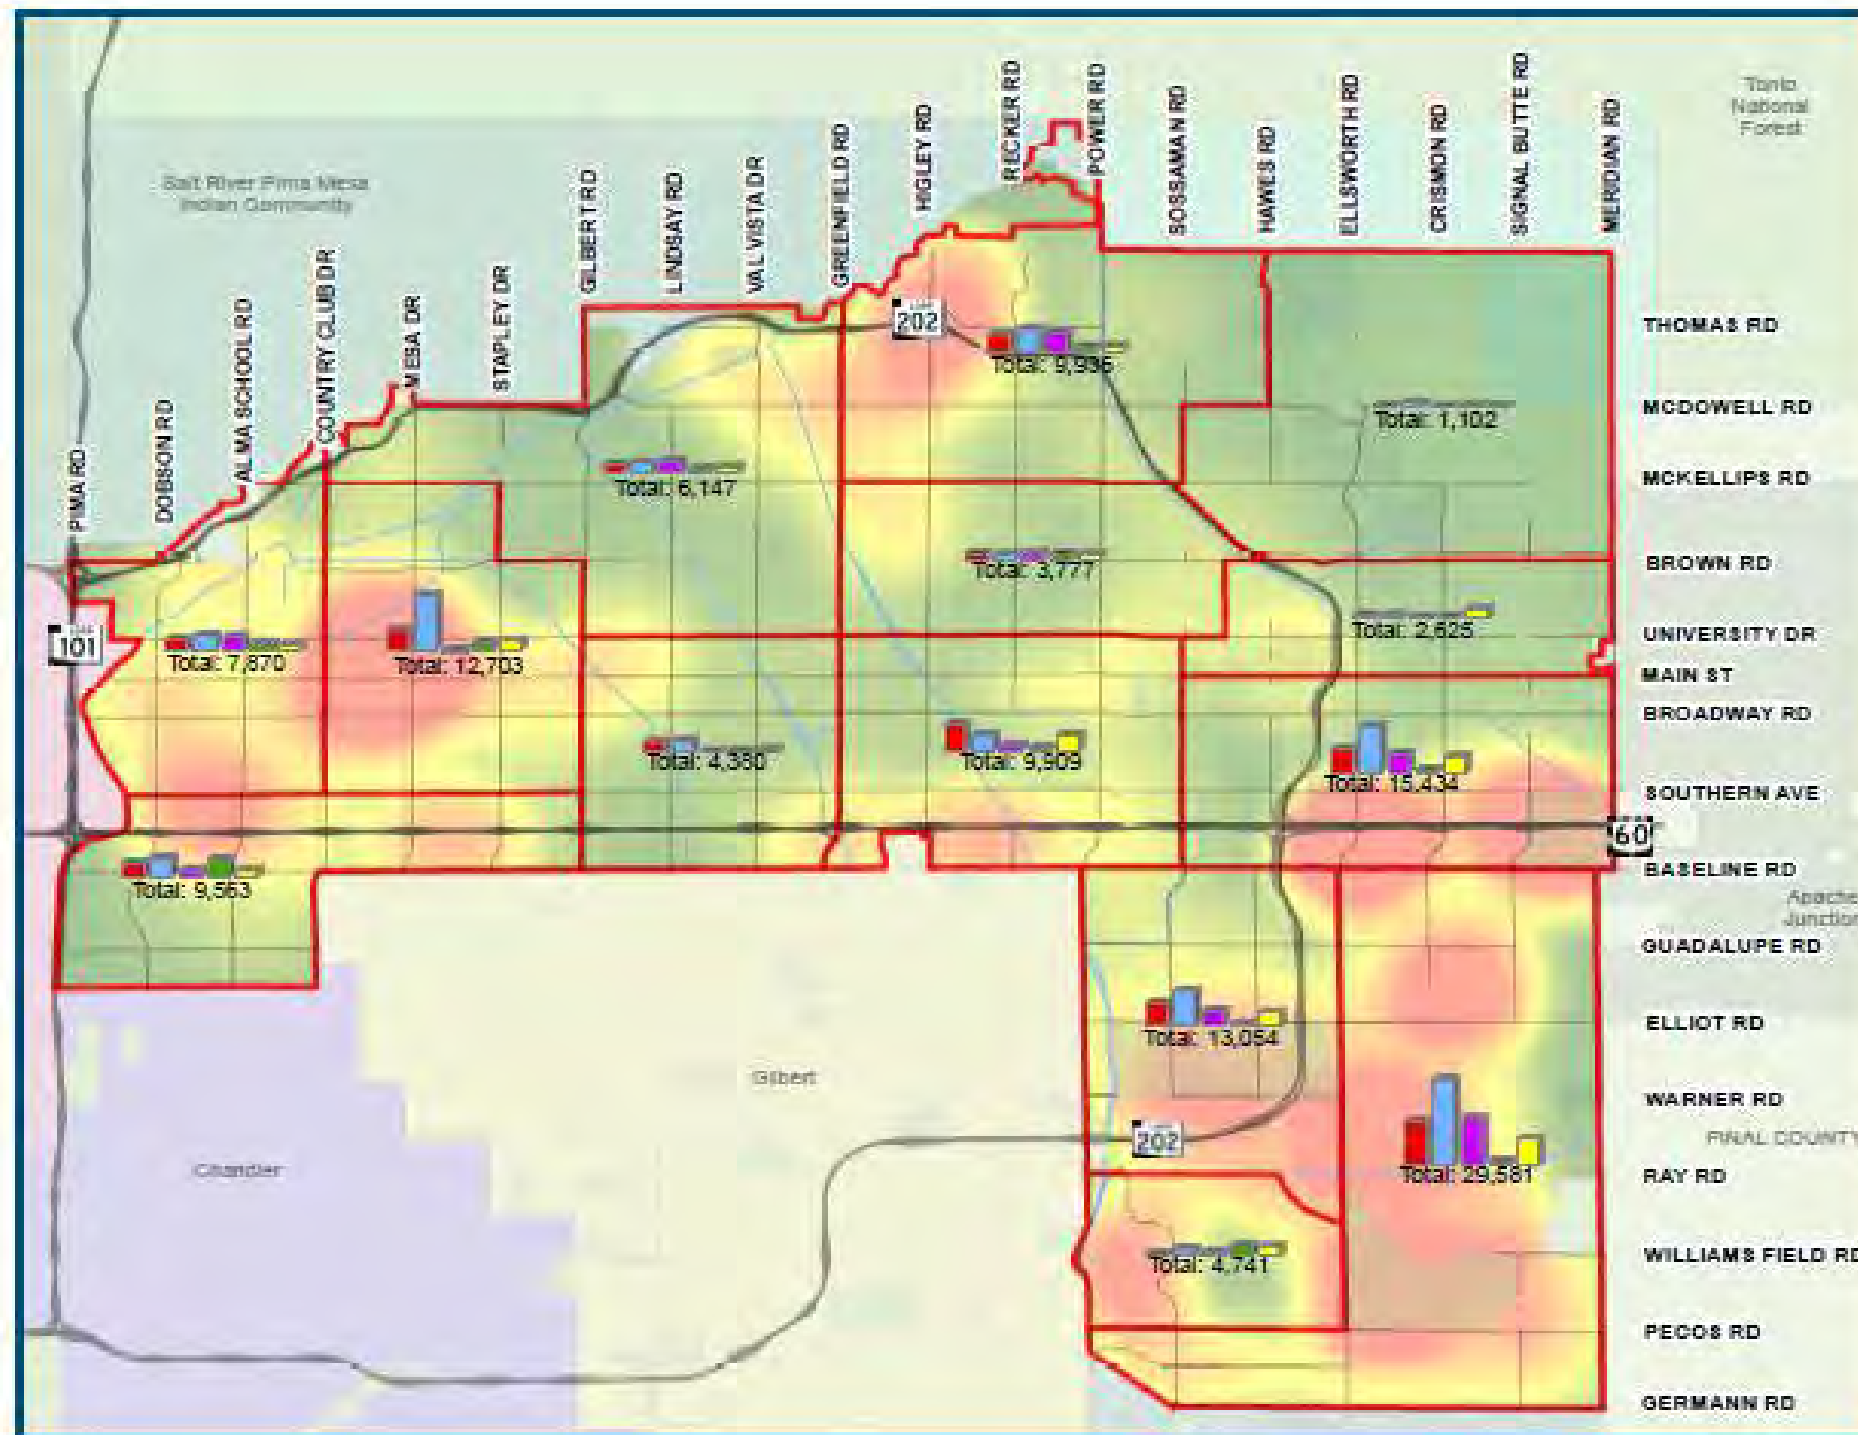 Tonto
National
Forest
Salt River Pima Mesa
Indian Community
PIMA RD
DOBSON RD
ALMA SCHOOL RD
COUNTRY CLUB DR
MESA DR
STAPLEY DR
GILBERT RD
LINDSAY RD
VAL VISTA DR
GREENFIELD RD
HIGLEY RD
RECKER RD
POWER RD
SOSSAMAN RD
HAWES RD
ELLSWORTH RD
CRISMON RD
SIGNAL BUTTE RD
MERIDIAN RD
THOMAS RD
MCDOWELL RD
MCKELLIPS RD
BROWN RD
UNIVERSITY DR
MAIN ST
BROADWAY RD
SOUTHERN AVE
60
BASELINE RD
Apache
Junction
GUADALUPE RD
ELLIOT RD
WARNER RD
PINAL COUNTY
RAY RD
WILLIAMS FIELD RD
PECOS RD
GERMANN RD
202
Total: 9,936
Total: 1,102
Total: 6,147
Total: 3,777
Total: 2,625
101
Total: 7,870
Total: 12,703
Total: 4,380
Total: 9,909
Total: 15,434
Total: 9,563
Total: 13,054
Gilbert
202
Chandler
Total: 29,581
Total: 4,741